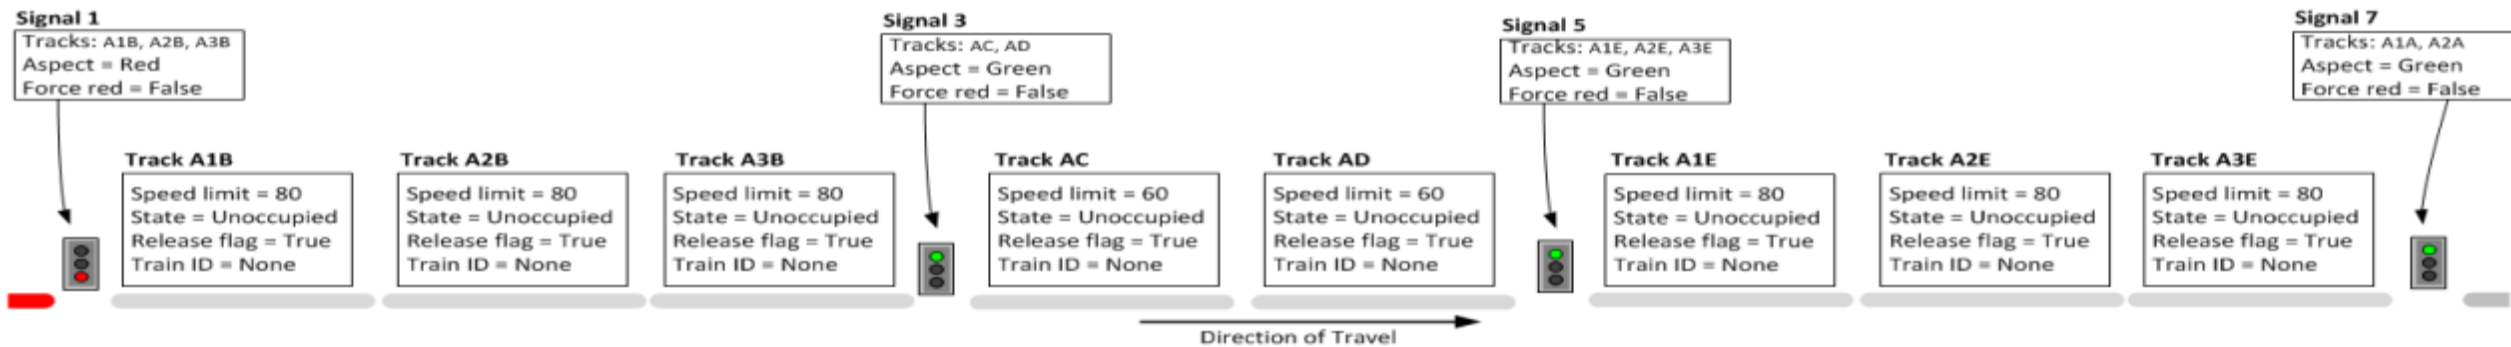 Signal 1
Tracks: A1B, A2B, A3B
Aspect = Red
Force red = False
Signal 3
Tracks: AC, AD
Aspect = Green
Force red = False
Signal 5
Tracks: A1E, A2E, A3E
Aspect = Green
Force red = False
Signal 7
Tracks: A1A, A2A
Aspect = Green
Force red = False
Track A1B
Speed limit = 80
State = Unoccupied
Release flag = True
Train ID = None
Track A2B
Speed limit = 80
State = Unoccupied
Release flag = True
Train ID = None
Track A3B
Speed limit = 80
State = Unoccupied
Release flag = True
Train ID = None
Track AC
Speed limit = 60
State = Unoccupied
Release flag = True
Train ID = None
Track AD
Speed limit = 60
State = Unoccupied
Release flag = True
Train ID = None
Track A1E
Speed limit = 80
State = Unoccupied
Release flag = True
Train ID = None
Track A2E
Speed limit = 80
State = Unoccupied
Release flag = True
Train ID = None
Track A3E
Speed limit = 80
State = Unoccupied
Release flag = True
Train ID = None
Direction of Travel